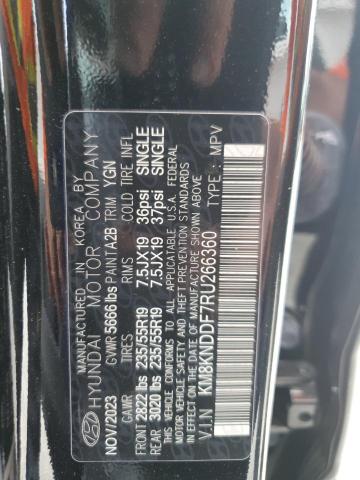 MANUFACTURED IN KOREA BY
HYUNDAI MOTOR COMPANY
NOV/2023 GVWR 5666 lbs PAINT A2B TRIM YGN
GAWR TIRES RIMS COLD TIRE INFL
FRONT 2822 lbs 235/55R19 7.5JX19 36psi SINGLE
REAR 3020 lbs 235/55R19 7.5JX19 37psi SINGLE
THIS VEHICLE CONFORMS TO ALL APPLICABLE U.S.A. FEDERAL
MOTOR VEHICLE SAFETY AND THEFT PREVENTION STANDARDS
IN EFFECT ON THE DATE OF MANUFACTURE SHOWN ABOVE.
V.I.N : KM8KNDDF7RU266360 TYPE : MPV